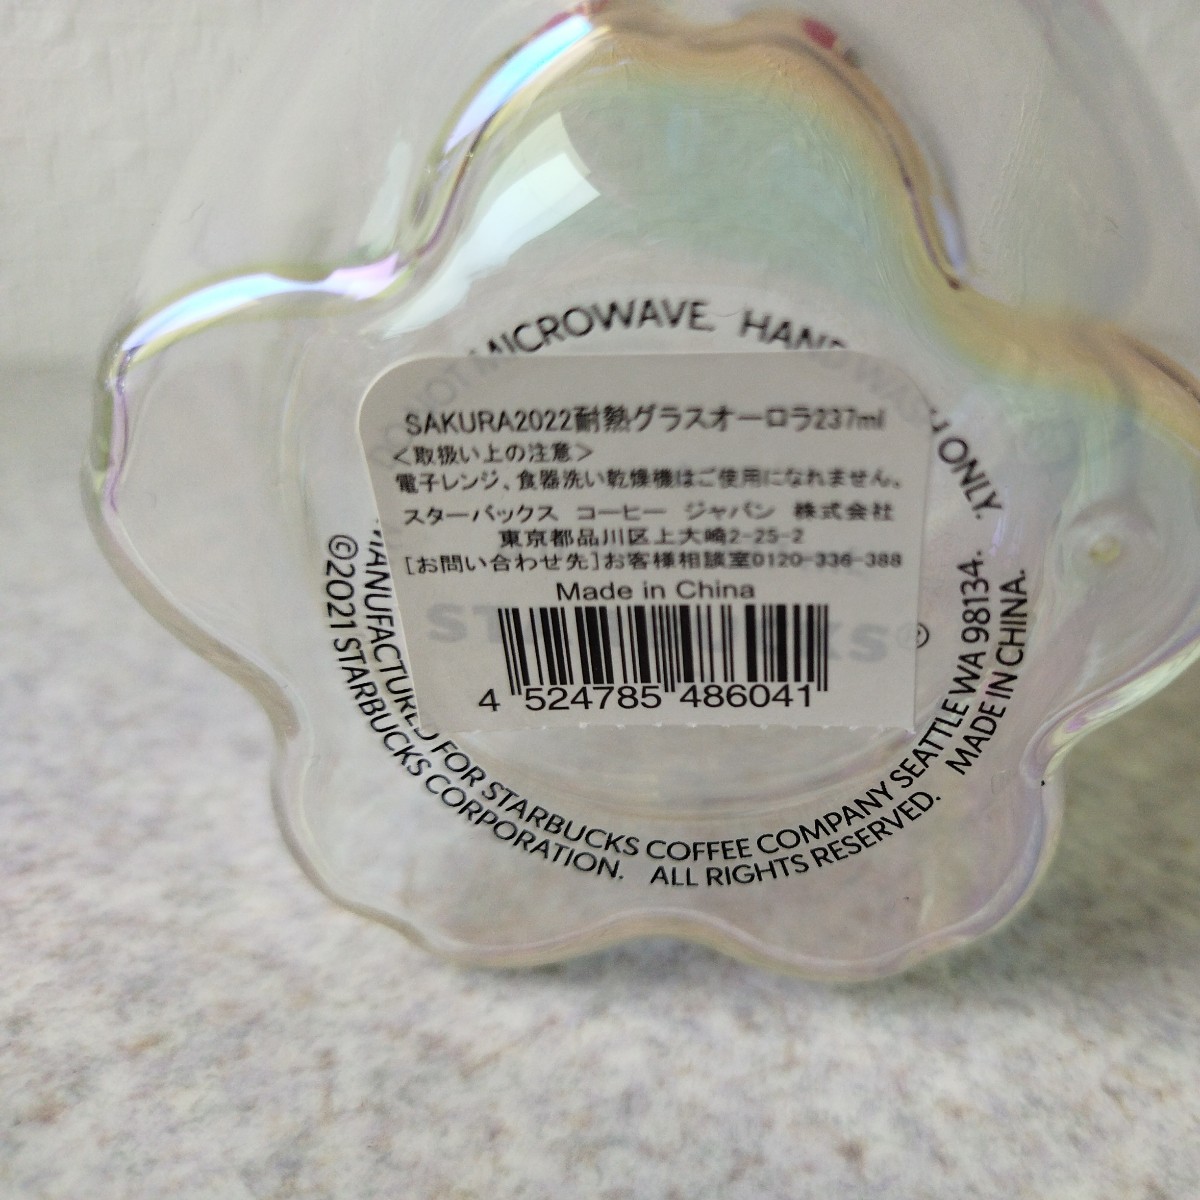 NOT MICROWAVE. HAND WASH ONLY.
SAKURA2022耐熱グラスオーロラ237ml
<取扱い上の注意>
電子レンジ、食器洗い乾燥機はご使用になれません。
スターバックス コーヒー ジャパン 株式会社
東京都品川区上大崎2-25-2
[お問い合わせ先]お客様相談室0120-336-388
Made in China
STARBUCKS®
4 524785 486041
MANUFACTURED FOR STARBUCKS COFFEE COMPANY SEATTLE WA 98134.
©2021 STARBUCKS CORPORATION. ALL RIGHTS RESERVED. MADE IN CHINA.